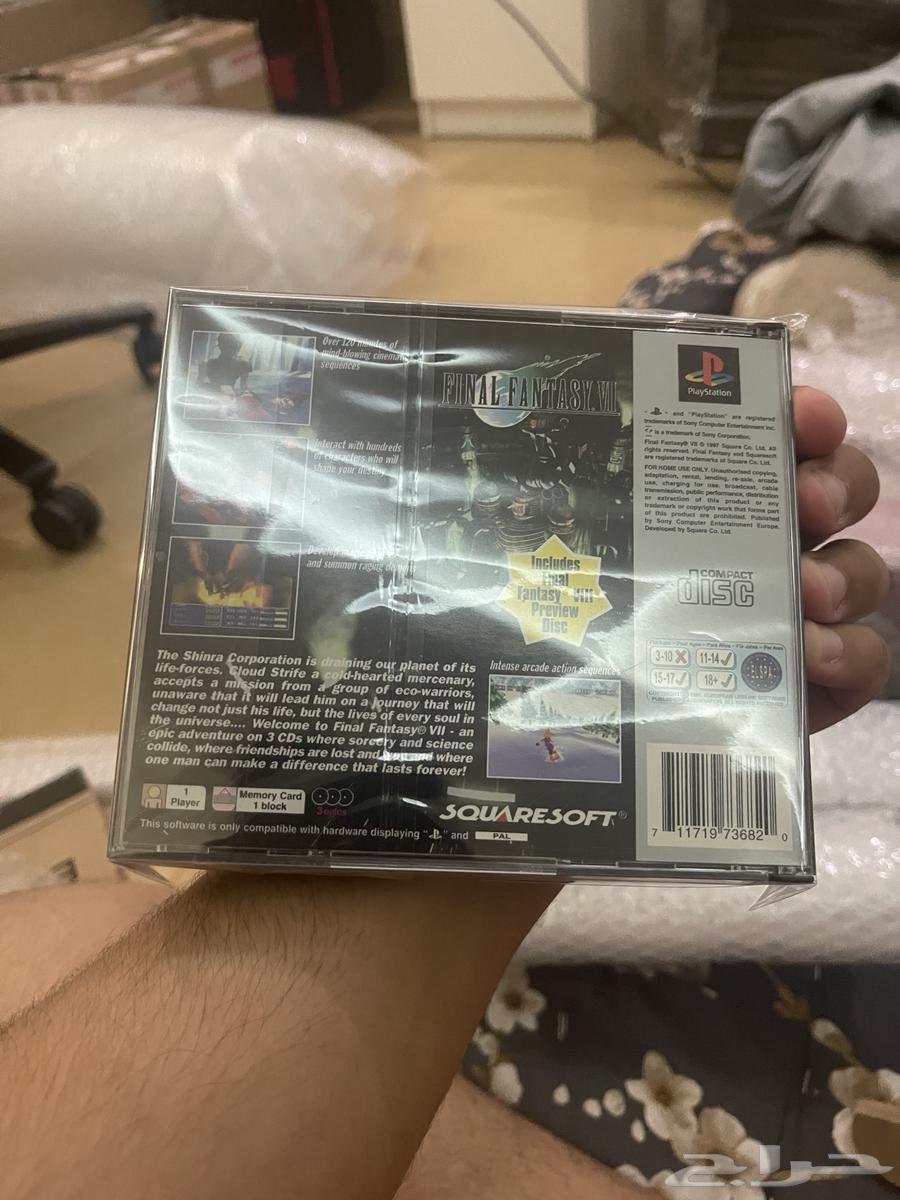 Over 120 minutes of
mind-blowing cinematic
sequences
Interact with hundreds
of characters who will
shape your destiny
and summon raging demons
FINAL FANTASY VII
Includes
Final
Fantasy VIII
Preview
Disc
Intense arcade action sequences
The Shinra Corporation is draining our planet of its
life-forces. Cloud Strife a cold-hearted mercenary,
accepts a mission from a group of eco-warriors,
unaware that it will lead him on a journey that will
change not just his life, but the lives of every soul in
the universe.... Welcome to Final Fantasy® VII - an
epic adventure on 3 CDs where sorcery and science
collide, where friendships are lost and where
one man can make a difference that lasts forever!
1
Player
Memory Card
1 block
3 discs
SQUARESOFT®
This software is only compatible with hardware displaying " " and PAL
PlayStation
and "PlayStation" are registered
trademarks of Sony Computer Entertainment Inc.
is a trademark of Sony Corporation.
Final Fantasy® VII © 1997 Square Co. Ltd. All
rights reserved. Final Fantasy and Squaresoft
are registered trademarks of Square Co. Ltd.
FOR HOME USE ONLY. Unauthorised copying,
adaptation, rental, lending, re-sale, arcade
use, charging for use, broadcast, cable
transmission, public performance, distribution
or extraction of this product or any
trademark or copyright work that forms part
of this product are prohibited. Published
by Sony Computer Entertainment Europe.
Developed by Square Co. Ltd.
COMPACT
disc
3-10 11-14
15-17 18+
ELSPA
7 11719 73682 0
حراج